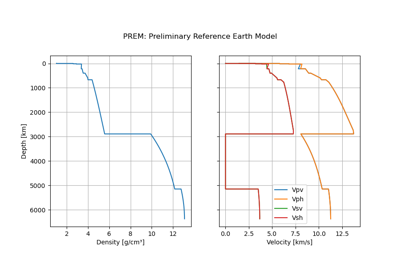 PREM: Preliminary Reference Earth Model
0
1000
2000
3000
4000
5000
6000
Depth [km]
2 4 6 8 10 12
Density [g/cm³]
0.0 2.5 5.0 7.5 10.0 12.5
Velocity [km/s]
Vpv
Vph
Vsv
Vsh